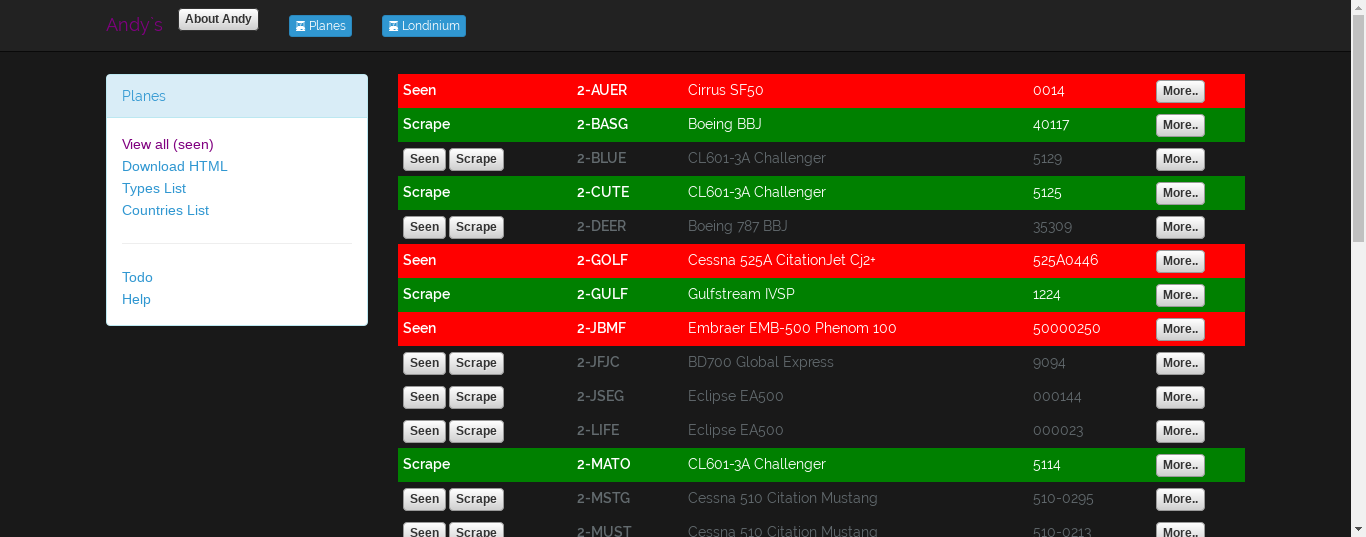 Andy's About Andy Planes Londinium
Planes
View all (seen)
Download HTML
Types List
Countries List
Todo
Help
Seen 2-AUER Cirrus SF50 0014 More..
Scrape 2-BASG Boeing BBJ 40117 More..
Seen Scrape 2-BLUE CL601-3A Challenger 5129 More..
Scrape 2-CUTE CL601-3A Challenger 5125 More..
Seen Scrape 2-DEER Boeing 787 BBJ 35309 More..
Seen 2-GOLF Cessna 525A CitationJet Cj2+ 525A0446 More..
Scrape 2-GULF Gulfstream IVSP 1224 More..
Seen 2-JBMF Embraer EMB-500 Phenom 100 50000250 More..
Seen Scrape 2-JFJC BD700 Global Express 9094 More..
Seen Scrape 2-JSEG Eclipse EA500 000144 More..
Seen Scrape 2-LIFE Eclipse EA500 000023 More..
Scrape 2-MATO CL601-3A Challenger 5114 More..
Seen Scrape 2-MSTG Cessna 510 Citation Mustang 510-0295 More..
Seen Scrape 2-MUST Cessna 510 Citation Mustang 510-0213 More..